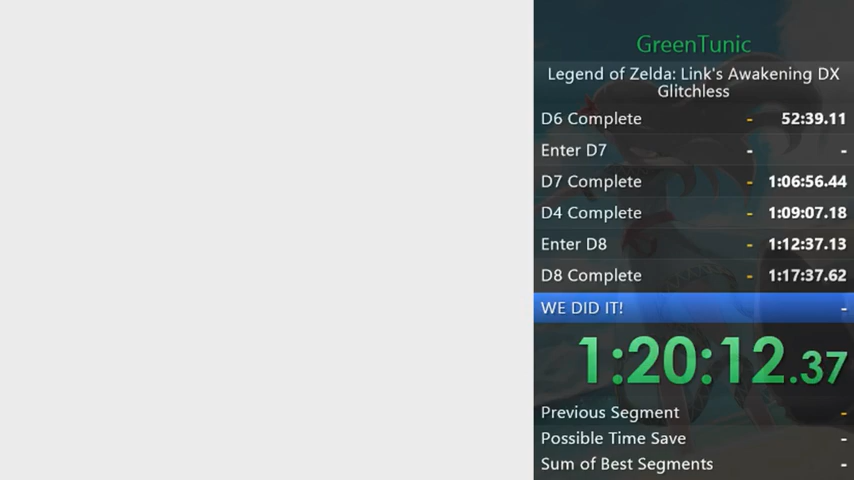 GreenTunic
Legend of Zelda: Link's Awakening DX
Glitchless
D6 Complete - 52:39.11
Enter D7 - -
D7 Complete - 1:06:56.44
D4 Complete - 1:09:07.18
Enter D8 - 1:12:37.13
D8 Complete - 1:17:37.62
WE DID IT! -
1:20:12.37
Previous Segment -
Possible Time Save -
Sum of Best Segments -